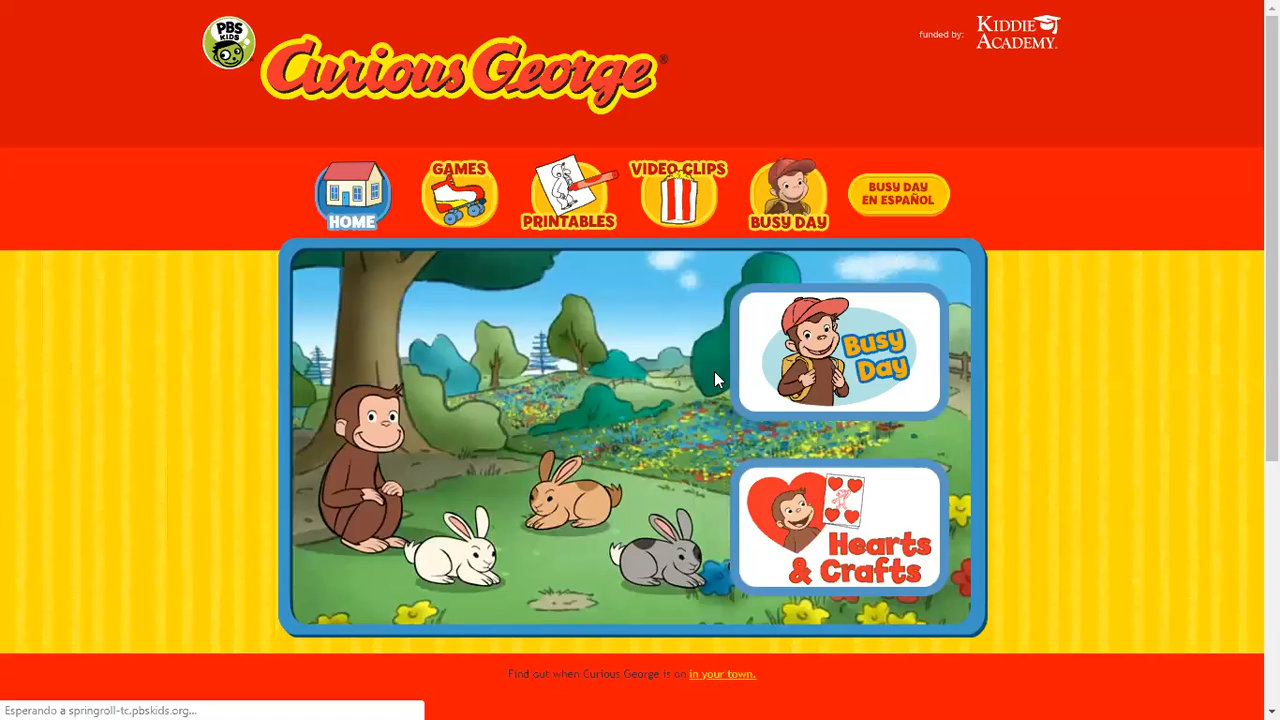 PBS
KIDS
Curious George®
funded by:
KIDDIE
ACADEMY
HOME
GAMES
PRINTABLES
VIDEO CLIPS
BUSY DAY
BUSY DAY
EN ESPAÑOL
Busy
Day
Hearts
& Crafts
Find out when Curious George is on in your town.
Esperando a springroll-tc.pbskids.org...